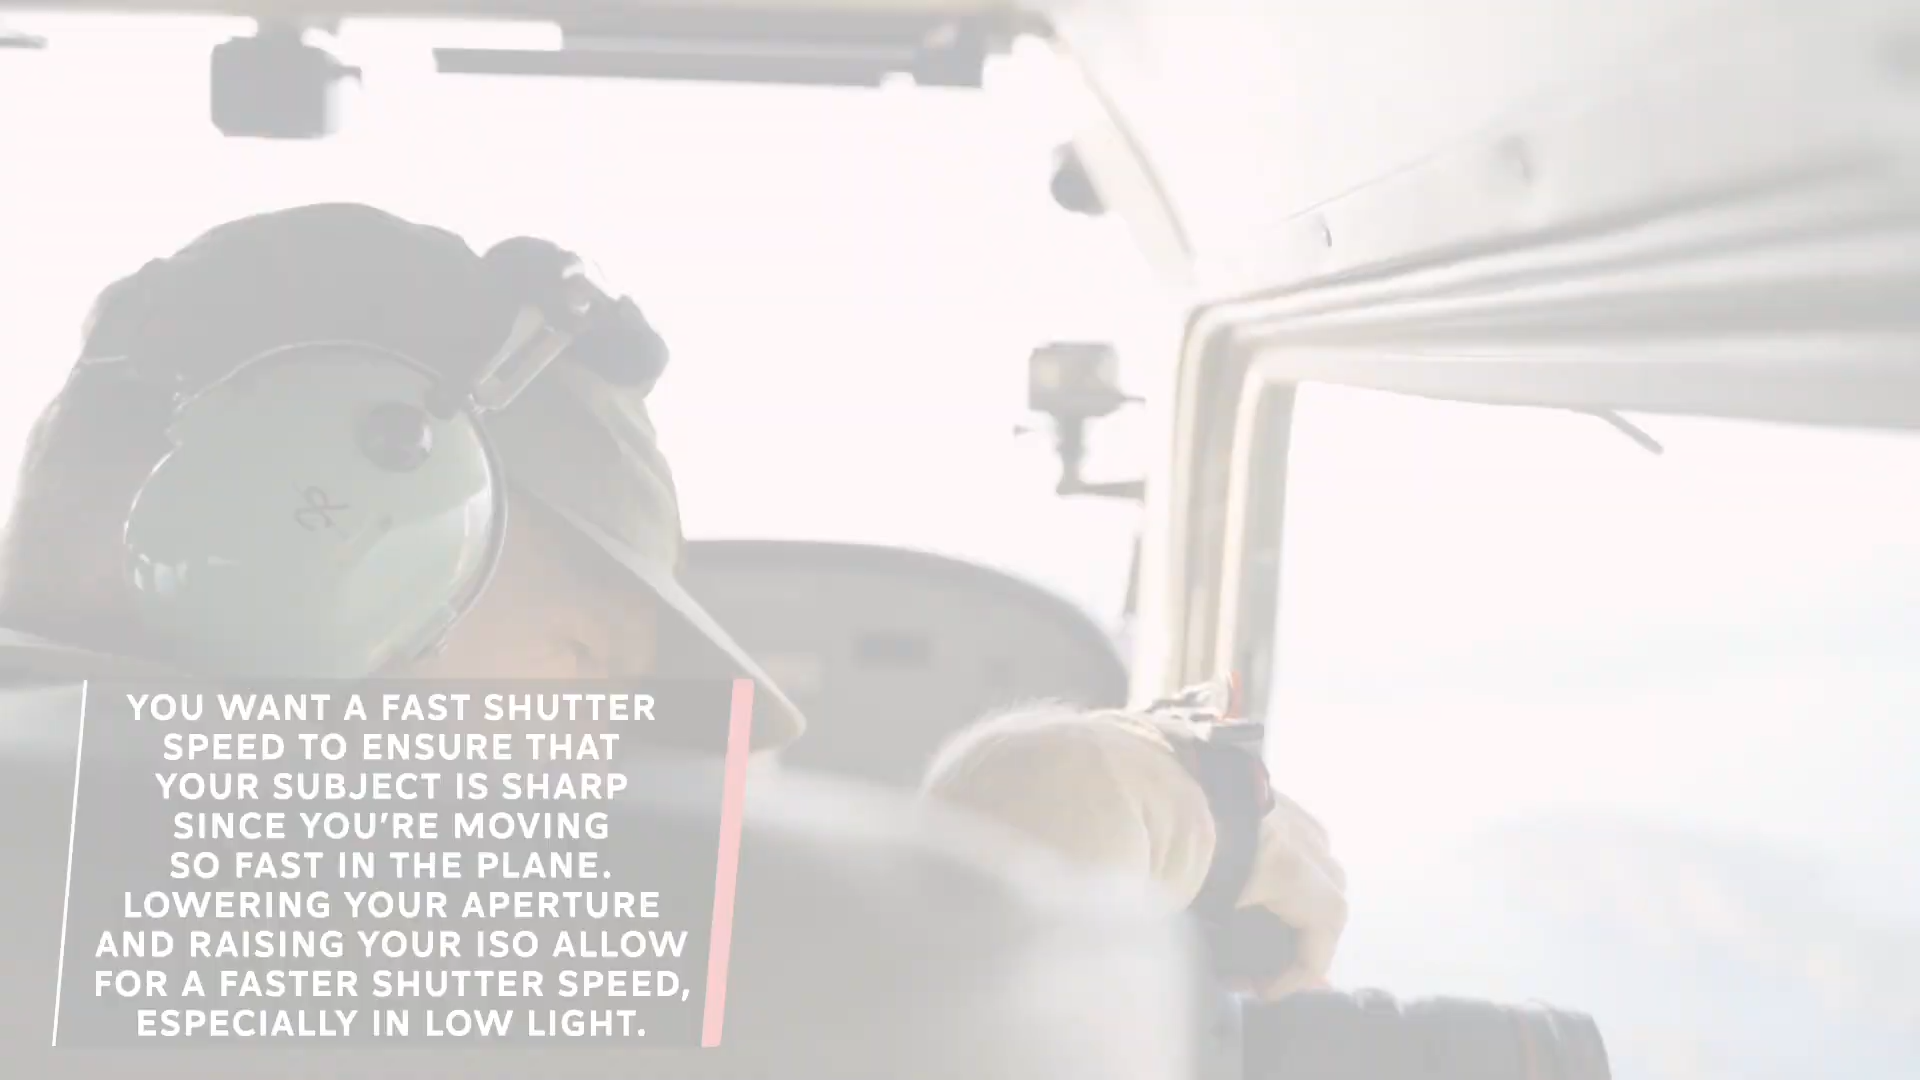 YOU WANT A FAST SHUTTER
SPEED TO ENSURE THAT
YOUR SUBJECT IS SHARP
SINCE YOU'RE MOVING
SO FAST IN THE PLANE.
LOWERING YOUR APERTURE
AND RAISING YOUR ISO ALLOW
FOR A FASTER SHUTTER SPEED,
ESPECIALLY IN LOW LIGHT.